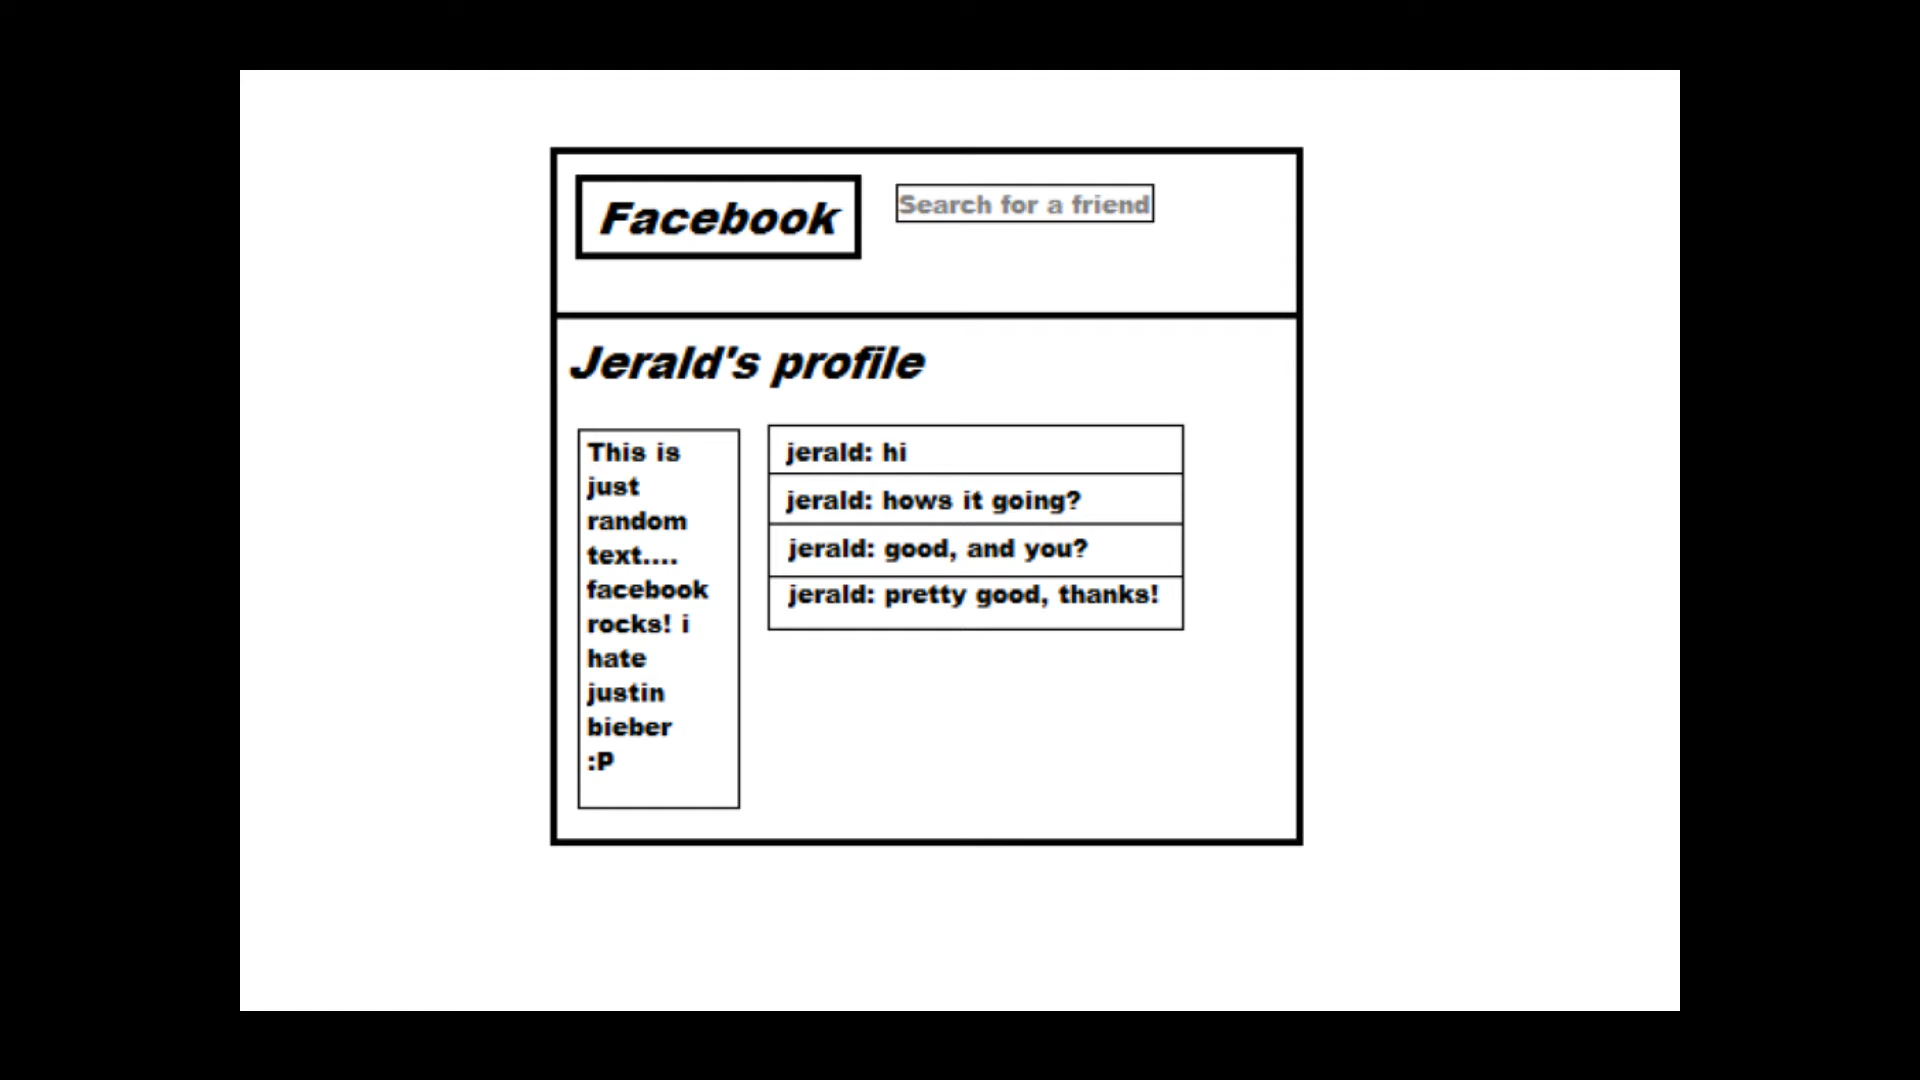 Facebook
Search for a friend
Jerald's profile
This is
just
random
text....
facebook
rocks! i
hate
justin
bieber
:P
jerald: hi
jerald: hows it going?
jerald: good, and you?
jerald: pretty good, thanks!